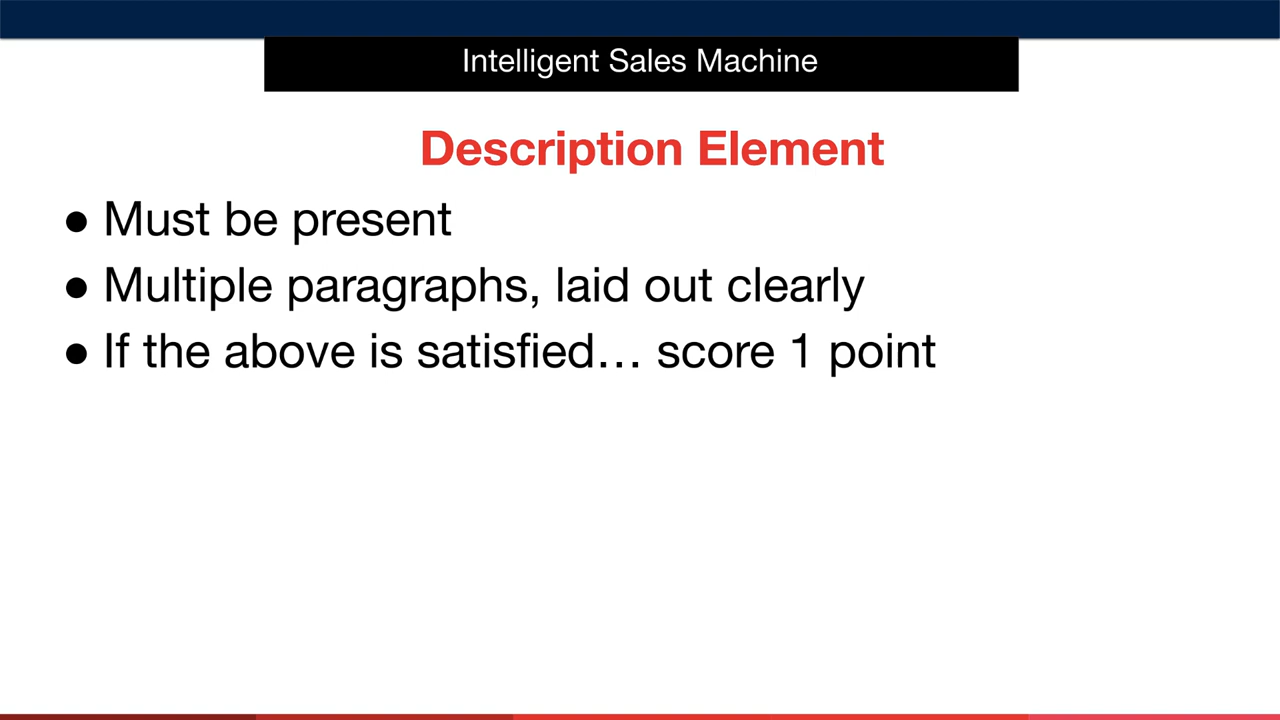 Intelligent Sales Machine
Description Element
● Must be present
● Multiple paragraphs, laid out clearly
● If the above is satisfied… score 1 point